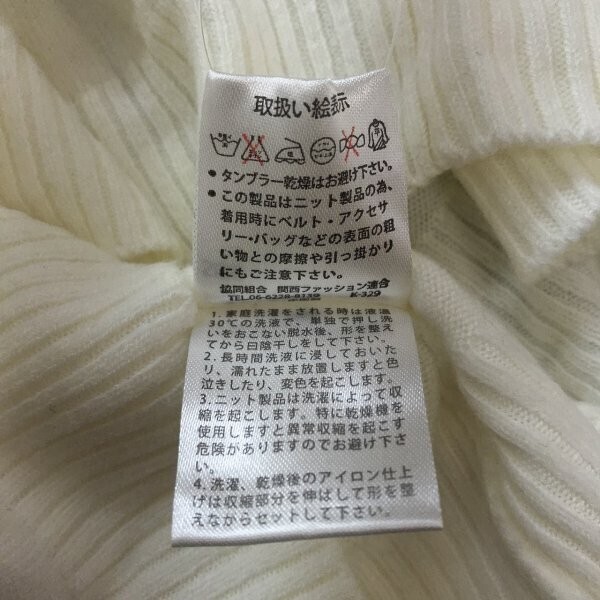 取扱い絵表示
• タンブラー乾燥はお避け下さい。
• この製品はニット製品の為、
着用時にベルト・アクセサ
リー・バッグなどの表面の粗
い物との摩擦や引っ掛かり
にもご注意下さい。
協同組合 関西ファッション連合
TEL.06-6228-8139 K-329
1. 家庭洗濯をされる時は液温
30℃の洗液で、単独で押し洗
いをおこない脱水後、形を整え
てから日陰干しをして下さい。
2. 長時間洗液に浸しておいた
り、濡れたまま放置しますと色
泣きしたり、変色を起こします。
3. ニット製品は洗濯によって収
縮を起こします。特に乾燥機を
使用しますと異常収縮を起こす
危険がありますのでお避け下さ
い。
4. 洗濯、乾燥後のアイロン仕上
げは収縮部分を伸ばして形を整
えながらセットして下さい。